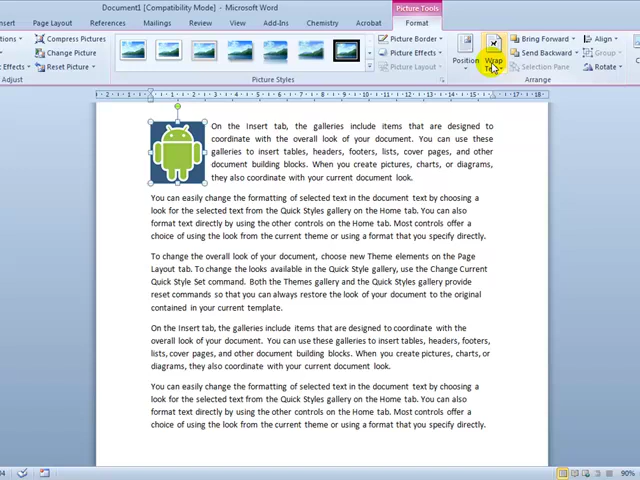 Document1 [Compatibility Mode] - Microsoft Word
Picture Tools
Insert Page Layout References Mailings Review View Add-Ins Chemistry Acrobat Format
Compress Pictures
Change Picture
Reset Picture
Adjust
Picture Styles
Picture Border
Picture Effects
Picture Layout
Position
Wrap
Bring Forward
Send Backward
Selection Pane
Align
Group
Rotate
Arrange
On the Insert tab, the galleries include items that are designed to
coordinate with the overall look of your document. You can use these
galleries to insert tables, headers, footers, lists, cover pages, and other
document building blocks. When you create pictures, charts, or diagrams,
they also coordinate with your current document look.
You can easily change the formatting of selected text in the document text by choosing a
look for the selected text from the Quick Styles gallery on the Home tab. You can also
format text directly by using the other controls on the Home tab. Most controls offer a
choice of using the look from the current theme or using a format that you specify directly.
To change the overall look of your document, choose new Theme elements on the Page
Layout tab. To change the looks available in the Quick Style gallery, use the Change Current
Quick Style Set command. Both the Themes gallery and the Quick Styles gallery provide
reset commands so that you can always restore the look of your document to the original
contained in your current template.
On the Insert tab, the galleries include items that are designed to coordinate with the
overall look of your document. You can use these galleries to insert tables, headers, footers,
lists, cover pages, and other document building blocks. When you create pictures, charts, or
diagrams, they also coordinate with your current document look.
You can easily change the formatting of selected text in the document text by choosing a
look for the selected text from the Quick Styles gallery on the Home tab. You can also
format text directly by using the other controls on the Home tab. Most controls offer a
choice of using the look from the current theme or using a format that you specify directly.
90%